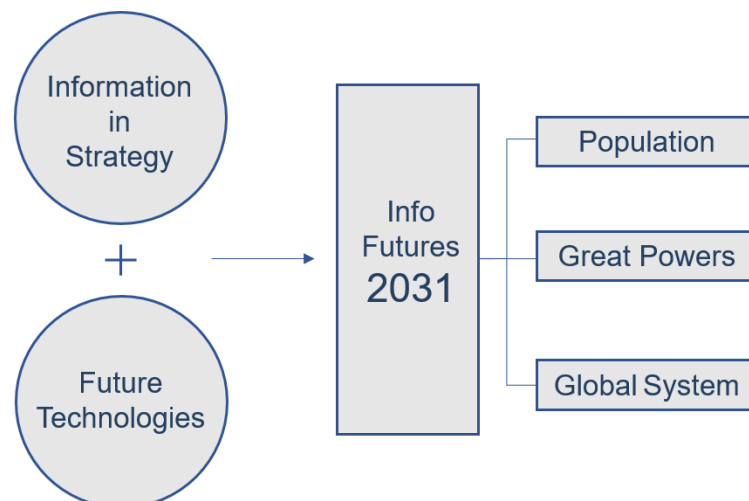 Information
in
Strategy
+
Future
Technologies
Info
Futures
2031
Population
Great Powers
Global System